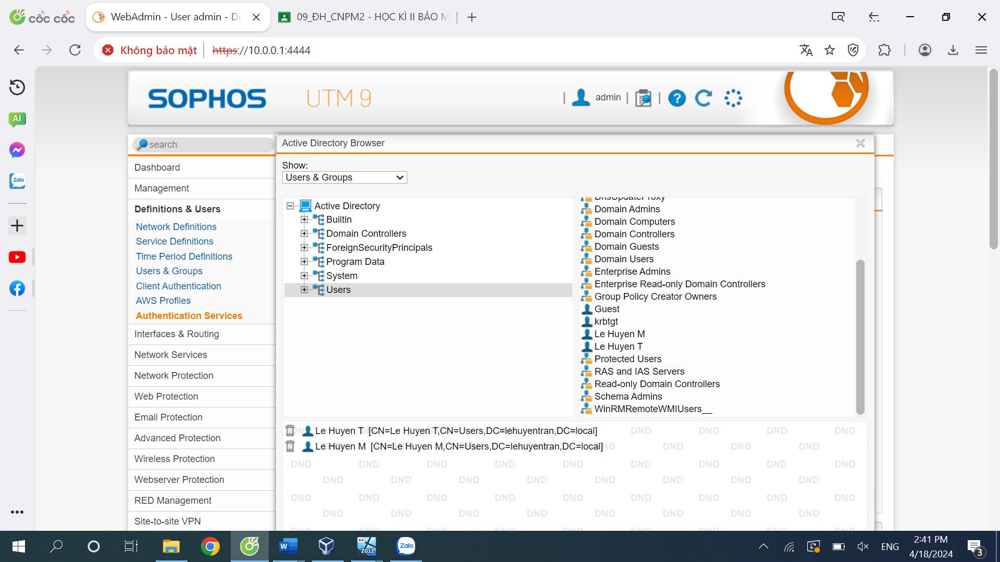 cốc cốc
WebAdmin - User admin - De
09_ĐH_CNPM2 - HỌC KÌ II BẢO M
Không bảo mật
https://10.0.0.1:4444
SOPHOS
UTM 9
admin
AI
Zalo
search
Dashboard
Management
Definitions & Users
Network Definitions
Service Definitions
Time Period Definitions
Users & Groups
Client Authentication
AWS Profiles
Authentication Services
Interfaces & Routing
Network Services
Network Protection
Web Protection
Email Protection
Advanced Protection
Wireless Protection
Webserver Protection
RED Management
Site-to-site VPN
Active Directory Browser
Show:
Users & Groups
Active Directory
Builtin
Domain Controllers
ForeignSecurityPrincipals
Program Data
System
Users
DnsUpdateProxy
Domain Admins
Domain Computers
Domain Controllers
Domain Guests
Domain Users
Enterprise Admins
Enterprise Read-only Domain Controllers
Group Policy Creator Owners
Guest
krbtgt
Le Huyen M
Le Huyen T
Protected Users
RAS and IAS Servers
Read-only Domain Controllers
Schema Admins
WinRMRemoteWMIUsers__
Le Huyen T [CN=Le Huyen T,CN=Users,DC=lehuyentran,DC=local] DND DND DND DND
Le Huyen M [CN=Le Huyen M,CN=Users,DC=lehuyentran,DC=local] DND DND DND
DND DND DND DND DND DND DND DND DND
DND DND DND DND DND DND DND DND
DND DND DND DND DND DND DND DND DND
DND DND DND DND DND DND DND DND
W
64
2012
Zalo
ENG
2:41 PM
4/18/2024
3